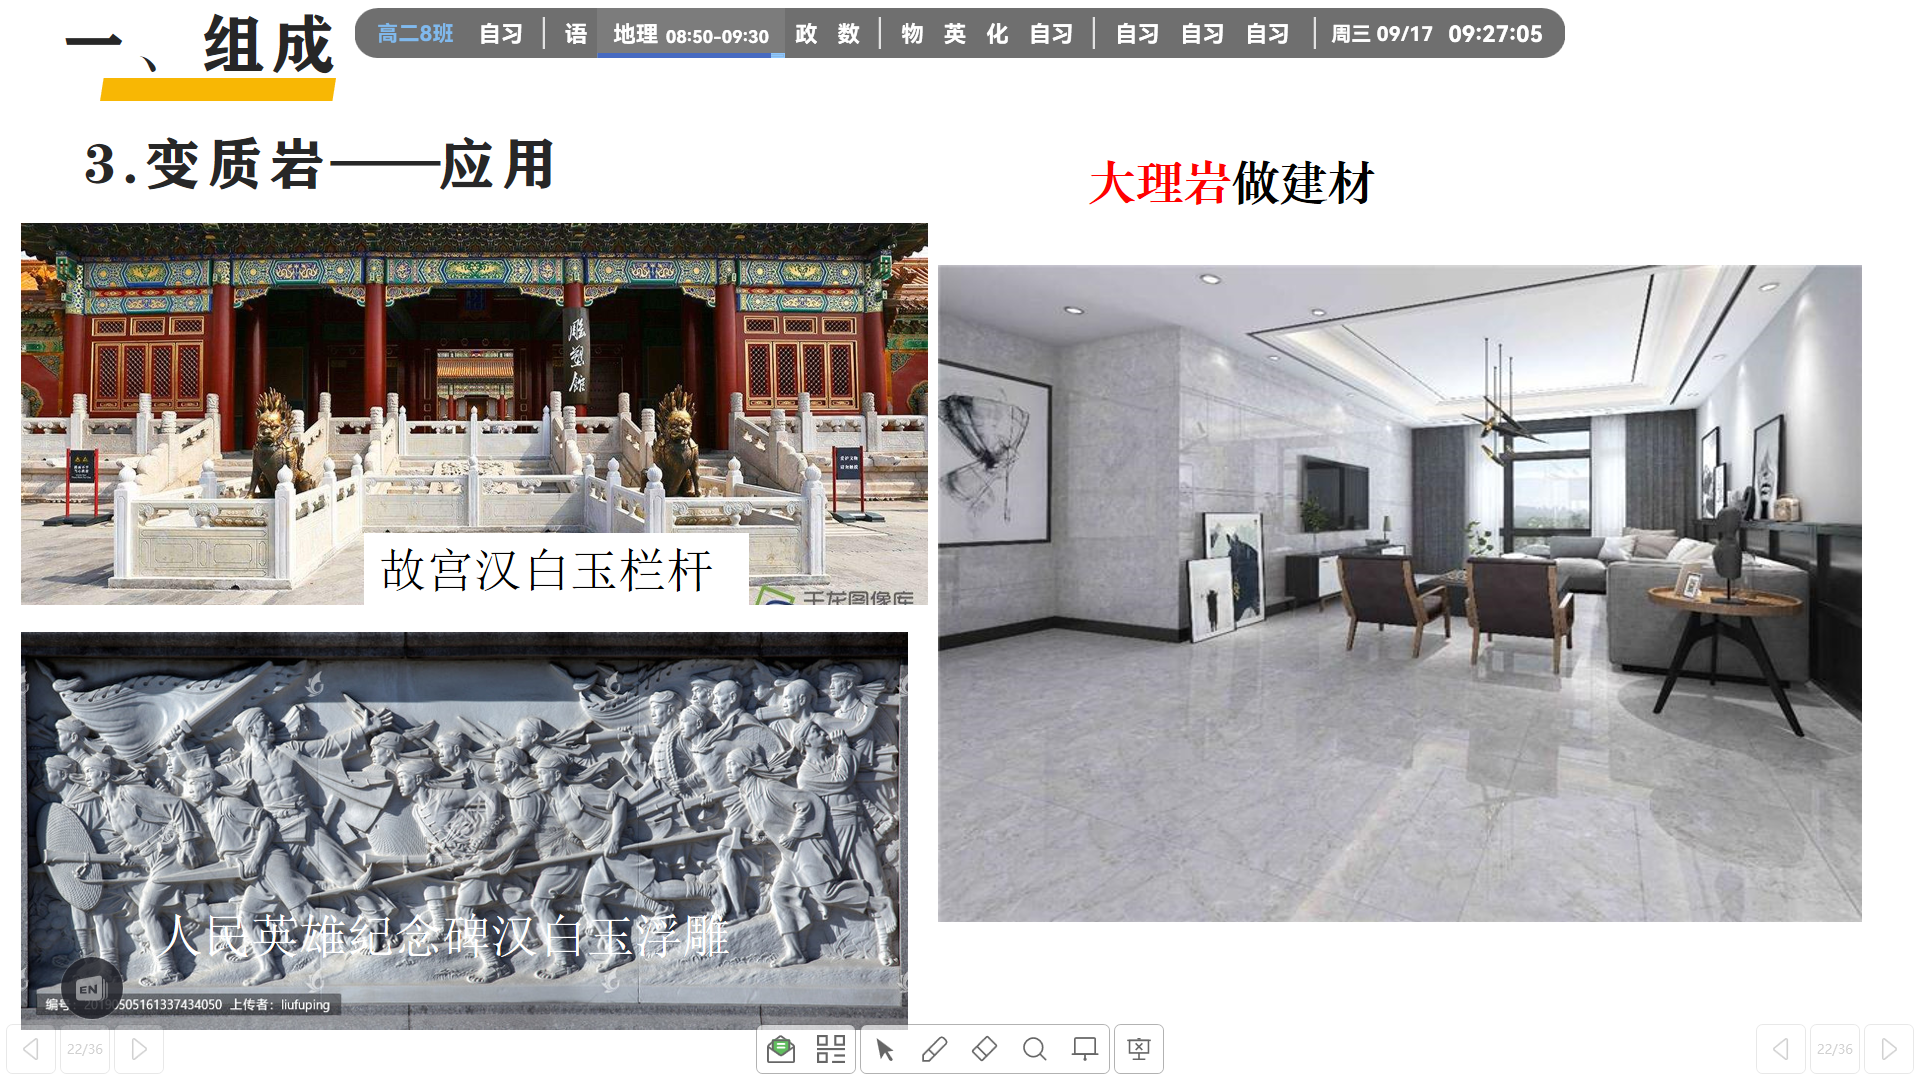 一、组成
高二8班 自习 语 地理 08:50-09:30 政 数 物 英 化 自习 自习 自习 自习 周三 09/17 09:27:05
3.变质岩——应用
大理岩做建材
雕塑馆
故宫汉白玉栏杆
千龙图像库
人民英雄纪念碑汉白玉浮雕
EN
编号:20190505161337434050 上传者: liufuping
22/36
22/36